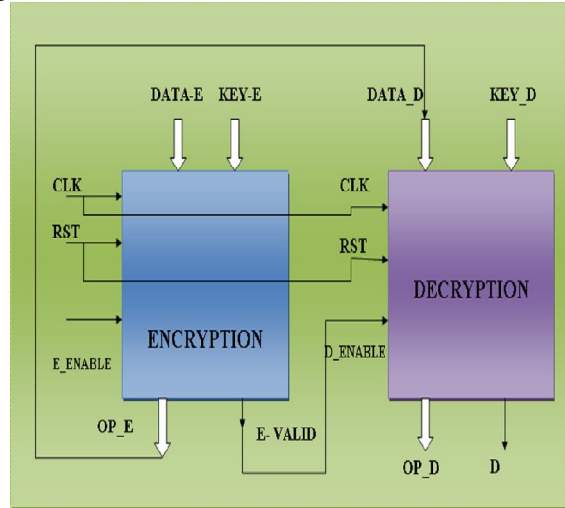 DATA-E KEY-E DATA_D KEY_D
CLK CLK
RST RST
DECRYPTION
ENCRYPTION
E_ENABLE D_ENABLE
OP_E E- VALID
OP_D D